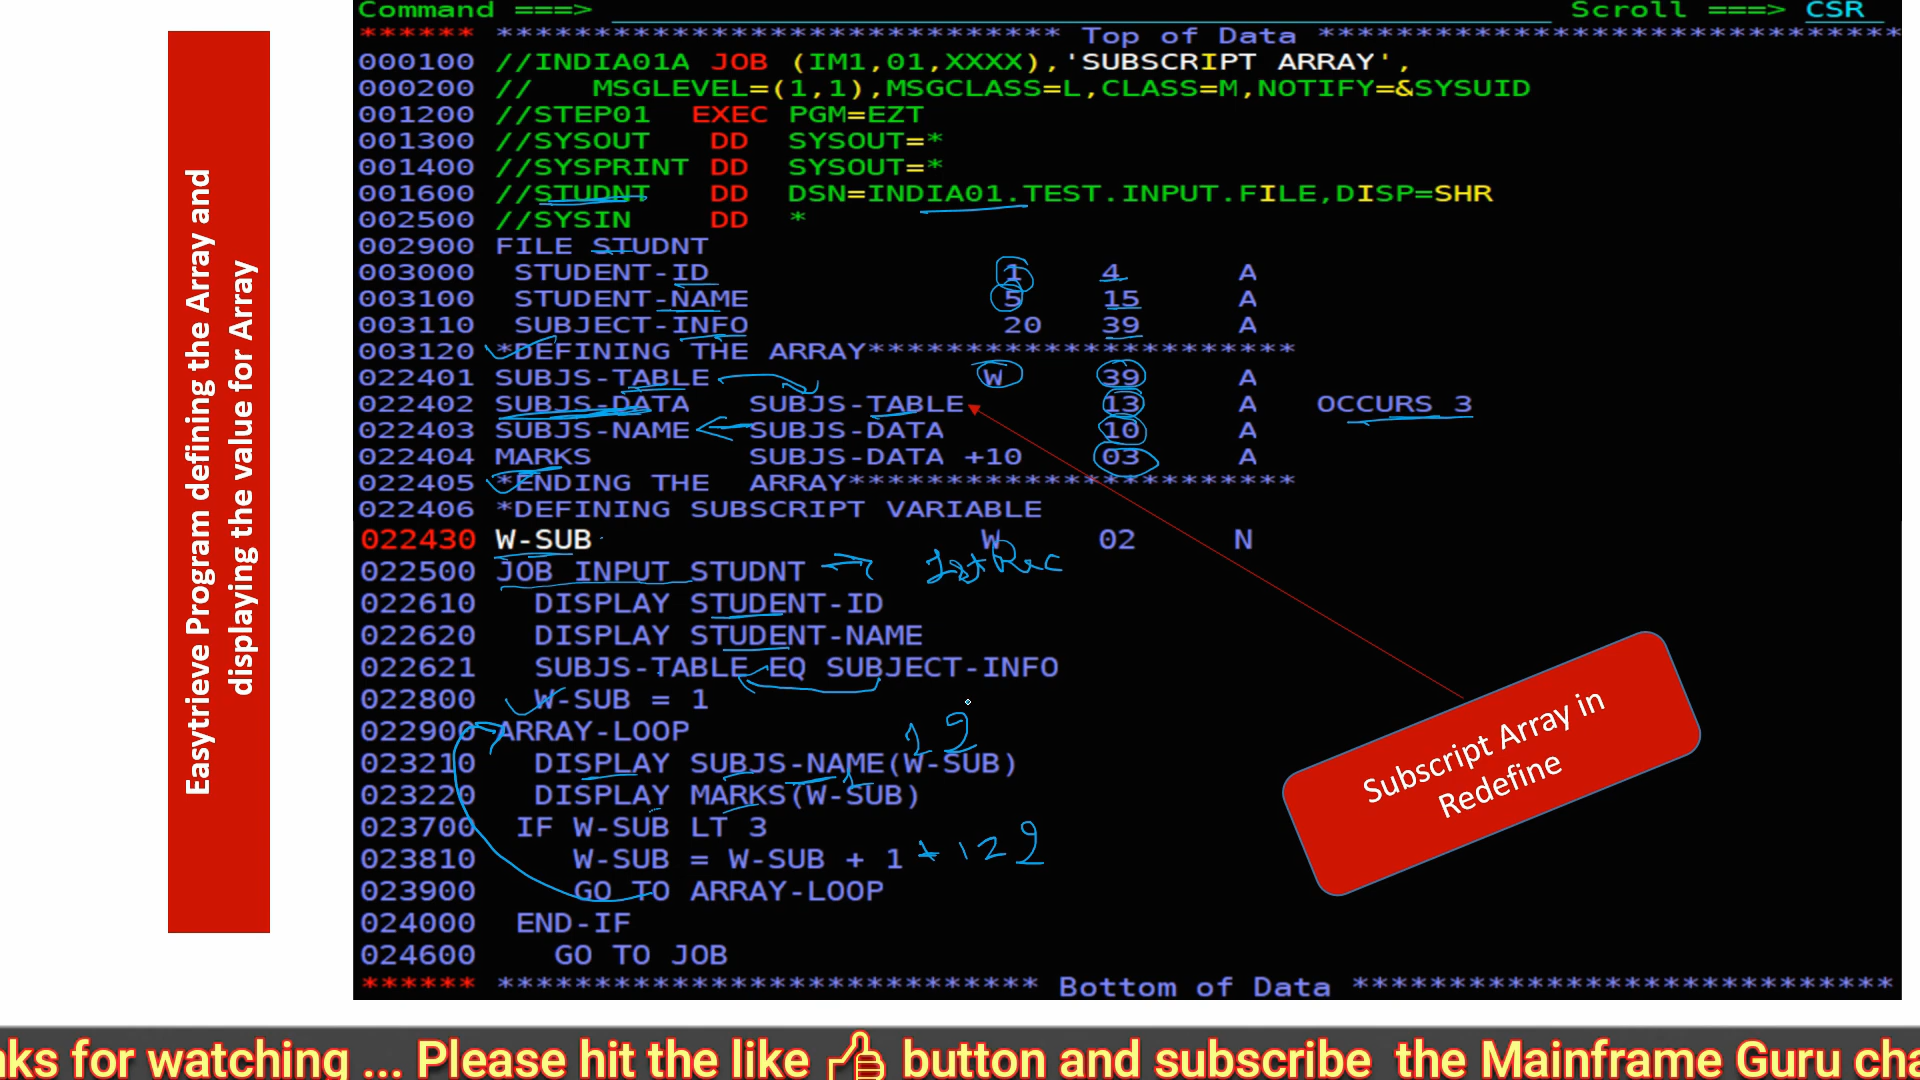 Easytrieve Program defining the Array and
displaying the value for Array
Command ===> Scroll ===> CSR
****** ***************************** Top of Data ******************************
000100 //INDIA01A JOB (IM1,01,XXXX),'SUBSCRIPT ARRAY',
000200 // MSGLEVEL=(1,1),MSGCLASS=L,CLASS=M,NOTIFY=&SYSUID
001200 //STEP01 EXEC PGM=EZT
001300 //SYSOUT DD SYSOUT=*
001400 //SYSPRINT DD SYSOUT=*
001600 //STUDNT DD DSN=INDIA01.TEST.INPUT.FILE,DISP=SHR
002500 //SYSIN DD *
002900 FILE STUDNT
003000 STUDENT-ID 1 4 A
003100 STUDENT-NAME 5 15 A
003110 SUBJECT-INFO 20 39 A
003120 *DEFINING THE ARRAY**********************
022401 SUBJS-TABLE W 39 A
022402 SUBJS-DATA SUBJS-TABLE 13 A OCCURS 3
022403 SUBJS-NAME SUBJS-DATA 10 A
022404 MARKS SUBJS-DATA +10 03 A
022405 *ENDING THE ARRAY***********************
022406 *DEFINING SUBSCRIPT VARIABLE
022430 W-SUB W 02 N
022500 JOB INPUT STUDNT 1st Rec
022610 DISPLAY STUDENT-ID
022620 DISPLAY STUDENT-NAME
022621 SUBJS-TABLE EQ SUBJECT-INFO
022800 W-SUB = 1
022900 ARRAY-LOOP 1 2
023210 DISPLAY SUBJS-NAME(W-SUB)
023220 DISPLAY MARKS(W-SUB)
023700 IF W-SUB LT 3
023810 W-SUB = W-SUB + 1
023900 GO TO ARRAY-LOOP
024000 END-IF
024600 GO TO JOB
****** **************************** Bottom of Data ****************************
Subscript Array in
Redefine
nks for watching ... Please hit the like button and subscribe the Mainframe Guru cha